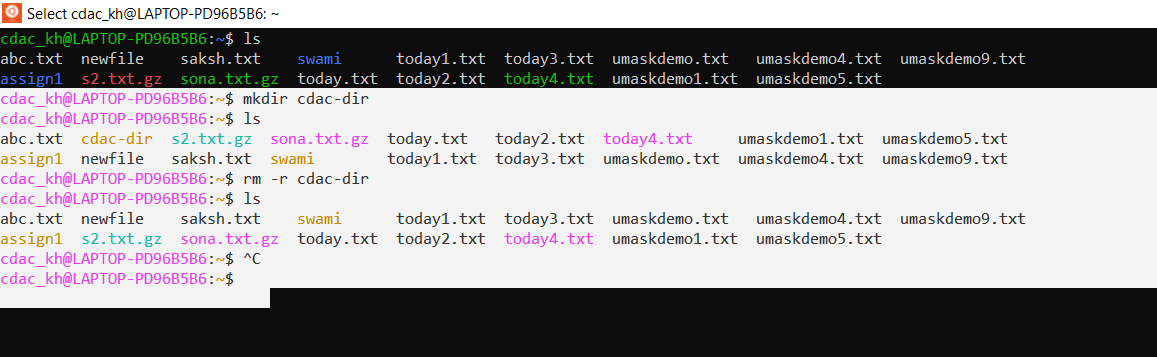 Select cdac_kh@LAPTOP-PD96B5B6: ~
cdac_kh@LAPTOP-PD96B5B6:~$ ls
abc.txt  newfile    saksh.txt    swami      today1.txt  today3.txt  umaskdemo.txt   umaskdemo4.txt  umaskdemo9.txt
assign1  s2.txt.gz  sona.txt.gz  today.txt  today2.txt  today4.txt  umaskdemo1.txt  umaskdemo5.txt
cdac_kh@LAPTOP-PD96B5B6:~$ mkdir cdac-dir
cdac_kh@LAPTOP-PD96B5B6:~$ ls
abc.txt  cdac-dir  s2.txt.gz  sona.txt.gz  today.txt   today2.txt  today4.txt     umaskdemo1.txt  umaskdemo5.txt
assign1  newfile   saksh.txt  swami        today1.txt  today3.txt  umaskdemo.txt  umaskdemo4.txt  umaskdemo9.txt
cdac_kh@LAPTOP-PD96B5B6:~$ rm -r cdac-dir
cdac_kh@LAPTOP-PD96B5B6:~$ ls
abc.txt  newfile    saksh.txt    swami      today1.txt  today3.txt  umaskdemo.txt   umaskdemo4.txt  umaskdemo9.txt
assign1  s2.txt.gz  sona.txt.gz  today.txt  today2.txt  today4.txt  umaskdemo1.txt  umaskdemo5.txt
cdac_kh@LAPTOP-PD96B5B6:~$ ^C
cdac_kh@LAPTOP-PD96B5B6:~$